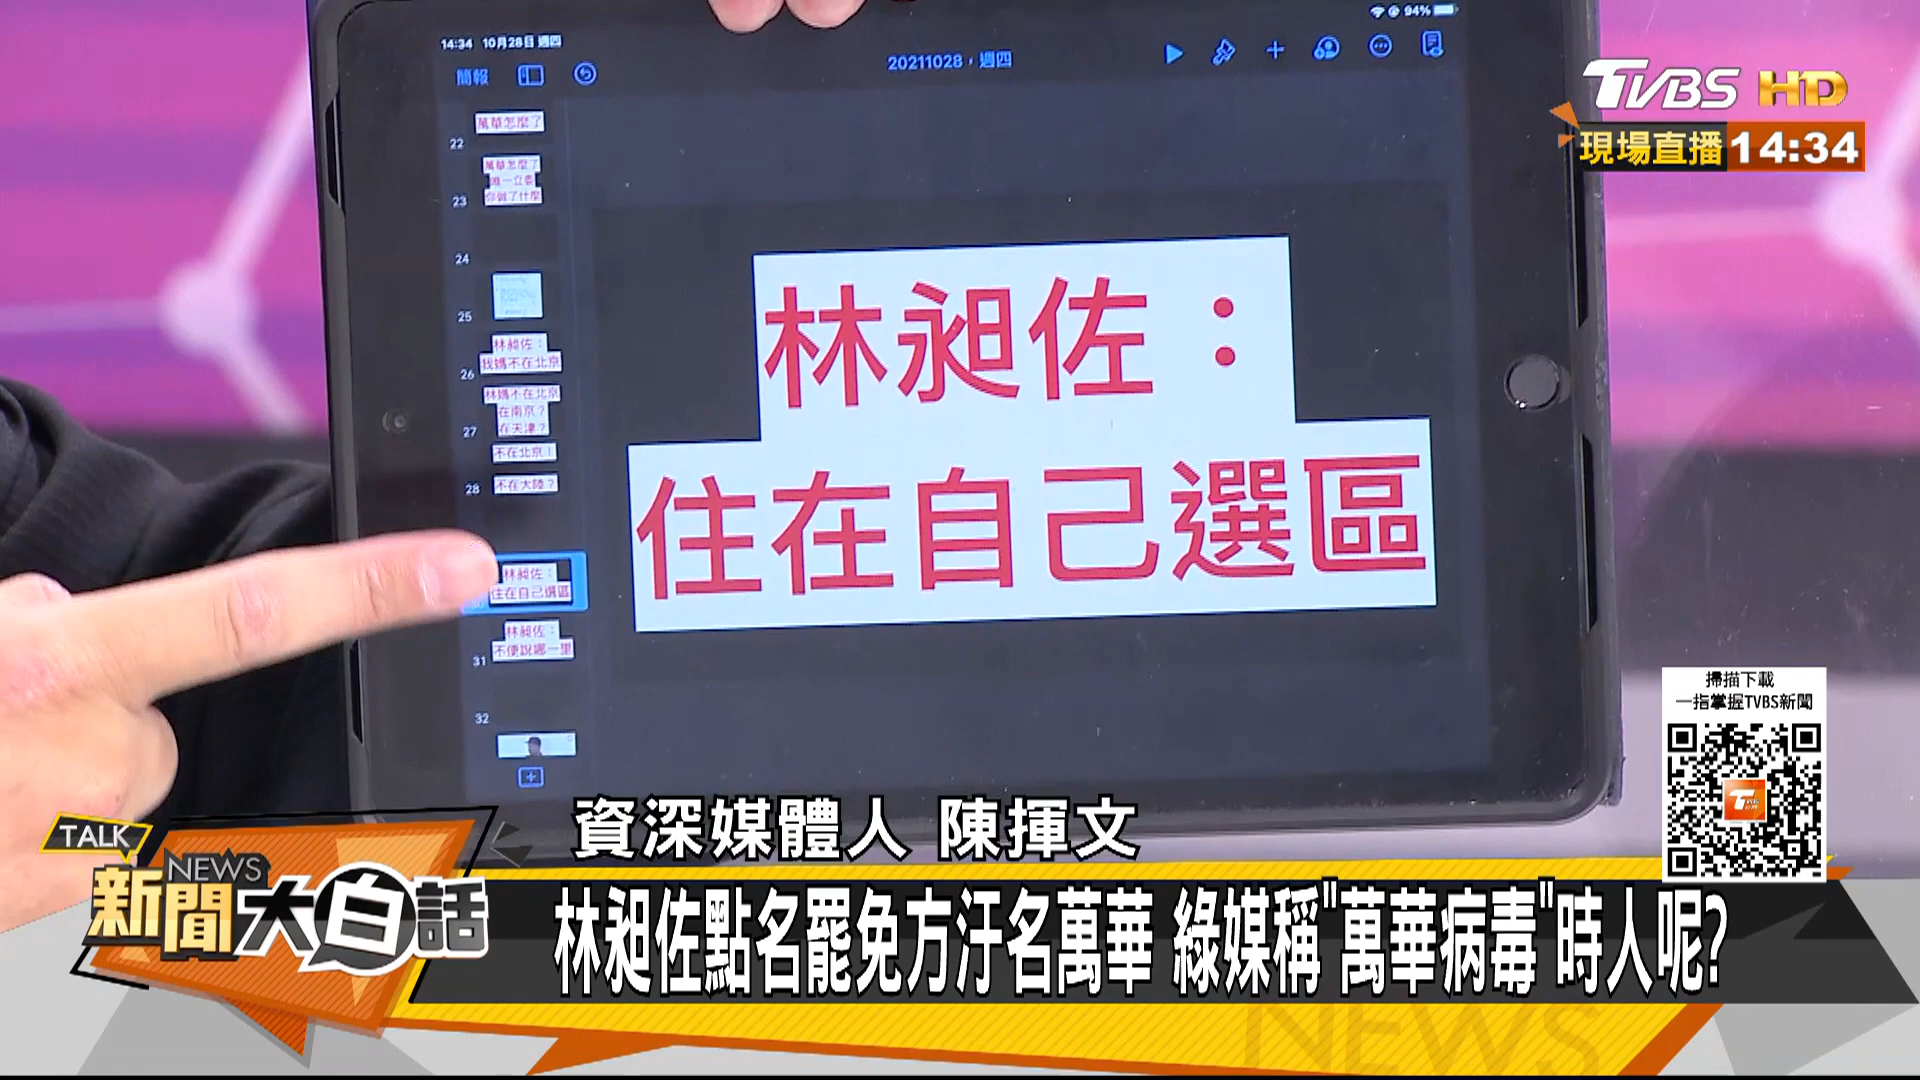 14:34 10月28日 週四
94%
簡報
20211028，週四
TVBS HD
現場直播 14:34
萬華怎麼了
22
萬華怎麼了
唯一立委
你做了什麼
23
24
25
林昶佐：
我媽不在北京
26
林媽不在北京
在南京？
在天津？
27
不在北京！
不在大陸？
28
林昶佐：
住在自己選區
林昶佐：
不便說哪一里
31
32
林昶佐：
住在自己選區
掃描下載
一指掌握TVBS新聞
資深媒體人 陳揮文
TALK
NEWS
新聞大白話
林昶佐點名罷免方汙名萬華 綠媒稱"萬華病毒"時人呢?
NEWS